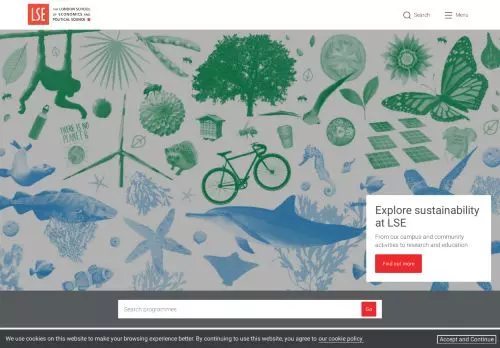 LSE
THE LONDON SCHOOL
OF ECONOMICS AND
POLITICAL SCIENCE
Search
Menu
THERE IS NO
PLANET B
Explore sustainability
at LSE
From our campus and community
activities to research and education
Find out more
Search programmes
Go
We use cookies on this website to make your browsing experience better. By continuing to use this website, you agree to our cookie policy.
Accept and Continue